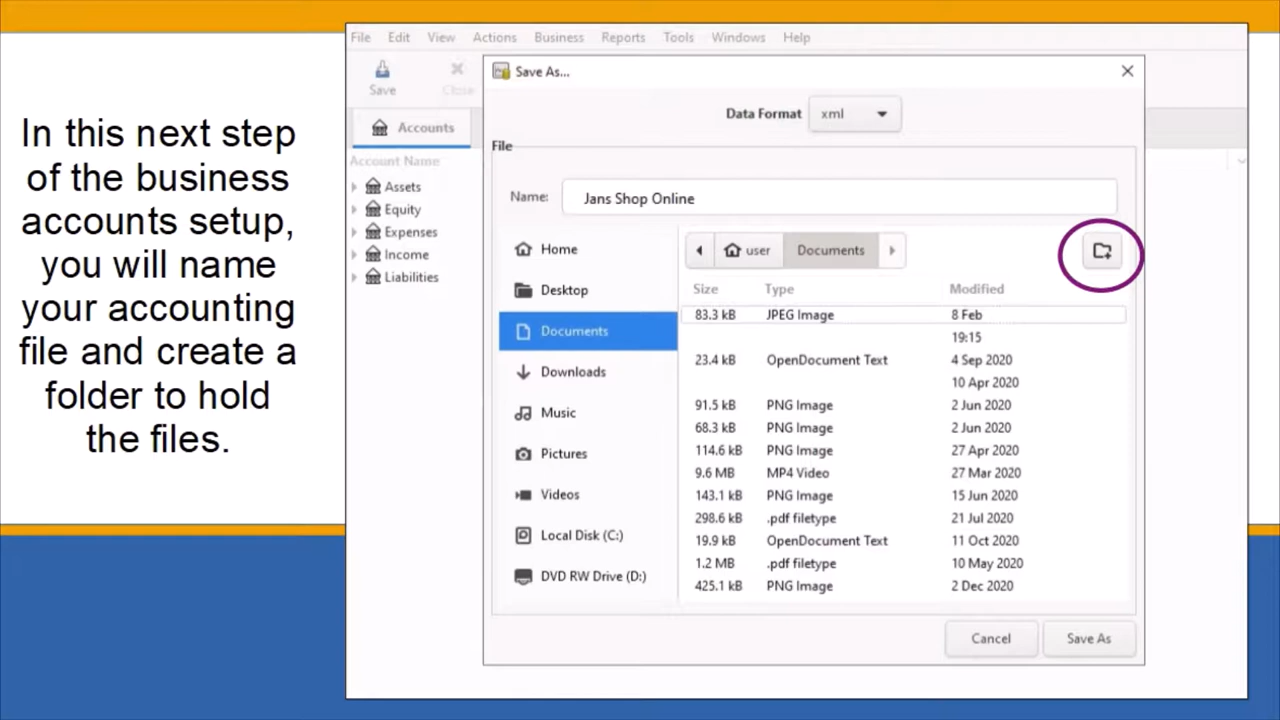 In this next step
of the business
accounts setup,
you will name
your accounting
file and create a
folder to hold
the files.
File Edit View Actions Business Reports Tools Windows Help
Save Close
Accounts
Account Name
Assets
Equity
Expenses
Income
Liabilities
Save As...
Data Format xml
File
Name: Jans Shop Online
Home
Desktop
Documents
Downloads
Music
Pictures
Videos
Local Disk (C:)
DVD RW Drive (D:)
user Documents
Size Type Modified
83.3 kB JPEG Image 8 Feb
19:15
23.4 kB OpenDocument Text 4 Sep 2020
10 Apr 2020
91.5 kB PNG Image 2 Jun 2020
68.3 kB PNG Image 2 Jun 2020
114.6 kB PNG Image 27 Apr 2020
9.6 MB MP4 Video 27 Mar 2020
143.1 kB PNG Image 15 Jun 2020
298.6 kB .pdf filetype 21 Jul 2020
19.9 kB OpenDocument Text 11 Oct 2020
1.2 MB .pdf filetype 10 May 2020
425.1 kB PNG Image 2 Dec 2020
Cancel Save As